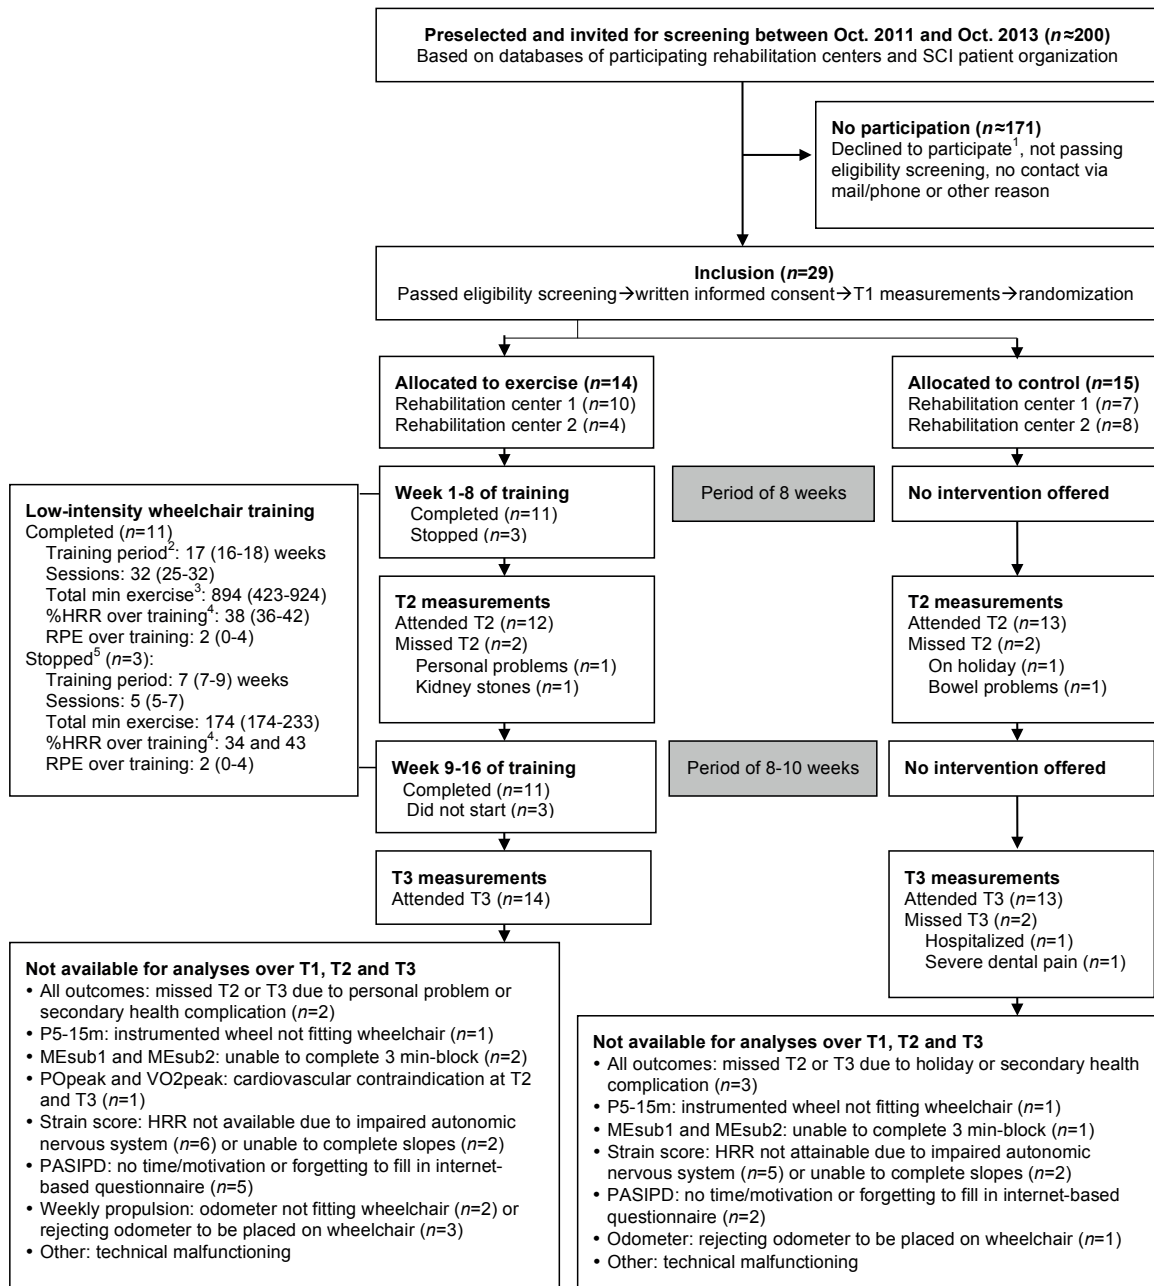 Preselected and invited for screening between Oct. 2011 and Oct. 2013 (n≈200)
Based on databases of participating rehabilitation centers and SCI patient organization
No participation (n≈171)
Declined to participate¹, not passing
eligibility screening, no contact via
mail/phone or other reason
Inclusion (n=29)
Passed eligibility screening→written informed consent→T1 measurements→randomization
Allocated to exercise (n=14)
Rehabilitation center 1 (n=10)
Rehabilitation center 2 (n=4)
Allocated to control (n=15)
Rehabilitation center 1 (n=7)
Rehabilitation center 2 (n=8)
Week 1-8 of training
Completed (n=11)
Stopped (n=3)
Period of 8 weeks
No intervention offered
Low-intensity wheelchair training
Completed (n=11)
Training period²: 17 (16-18) weeks
Sessions: 32 (25-32)
Total min exercise³: 894 (423-924)
%HRR over training⁴: 38 (36-42)
RPE over training: 2 (0-4)
Stopped⁵ (n=3):
Training period: 7 (7-9) weeks
Sessions: 5 (5-7)
Total min exercise: 174 (174-233)
%HRR over training⁴: 34 and 43
RPE over training: 2 (0-4)
T2 measurements
Attended T2 (n=12)
Missed T2 (n=2)
Personal problems (n=1)
Kidney stones (n=1)
T2 measurements
Attended T2 (n=13)
Missed T2 (n=2)
On holiday (n=1)
Bowel problems (n=1)
Week 9-16 of training
Completed (n=11)
Did not start (n=3)
Period of 8-10 weeks
No intervention offered
T3 measurements
Attended T3 (n=14)
T3 measurements
Attended T3 (n=13)
Missed T3 (n=2)
Hospitalized (n=1)
Severe dental pain (n=1)
Not available for analyses over T1, T2 and T3
• All outcomes: missed T2 or T3 due to personal problem or
secondary health complication (n=2)
• P5-15m: instrumented wheel not fitting wheelchair (n=1)
• MEsub1 and MEsub2: unable to complete 3 min-block (n=2)
• POpeak and VO2peak: cardiovascular contraindication at T2
and T3 (n=1)
• Strain score: HRR not available due to impaired autonomic
nervous system (n=6) or unable to complete slopes (n=2)
• PASIPD: no time/motivation or forgetting to fill in internet-
based questionnaire (n=5)
• Weekly propulsion: odometer not fitting wheelchair (n=2) or
rejecting odometer to be placed on wheelchair (n=3)
• Other: technical malfunctioning
Not available for analyses over T1, T2 and T3
• All outcomes: missed T2 or T3 due to holiday or secondary health
complication (n=3)
• P5-15m: instrumented wheel not fitting wheelchair (n=1)
• MEsub1 and MEsub2: unable to complete 3 min-block (n=1)
• Strain score: HRR not attainable due to impaired autonomic
nervous system (n=5) or unable to complete slopes (n=2)
• PASIPD: no time/motivation or forgetting to fill in internet-based
questionnaire (n=2)
• Odometer: rejecting odometer to be placed on wheelchair (n=1)
• Other: technical malfunctioning